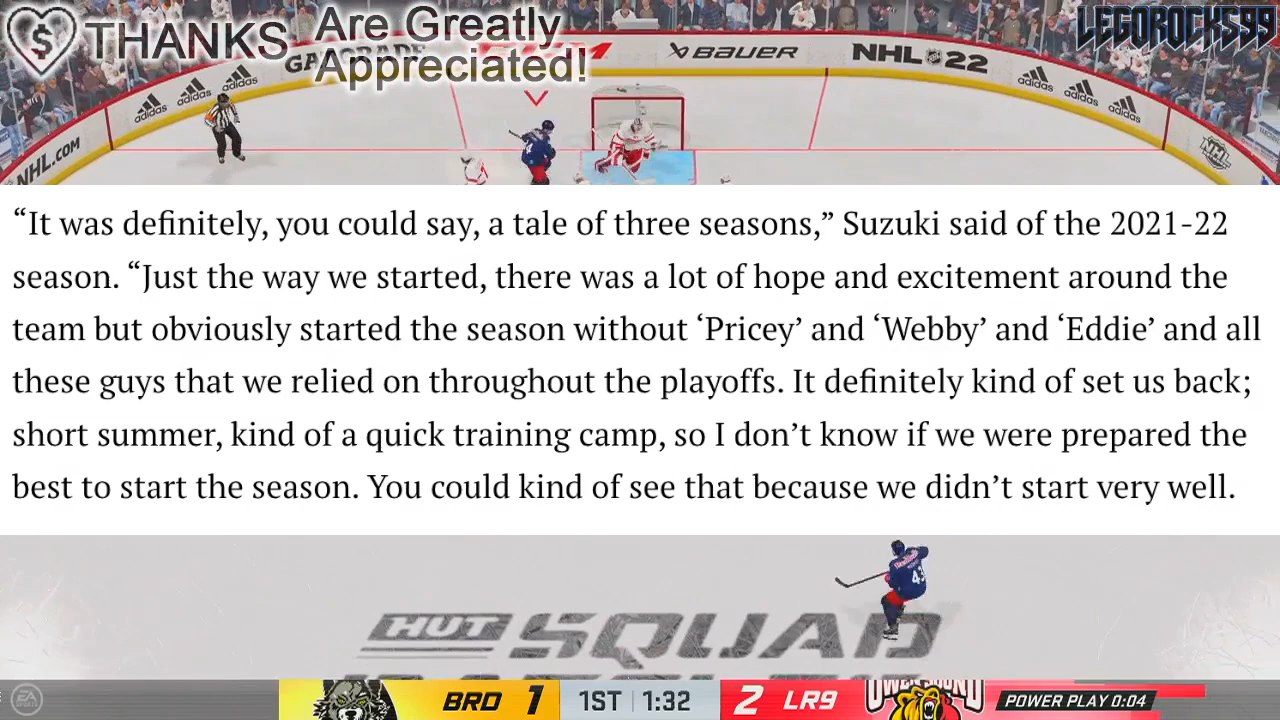 THANKS Are Greatly
Appreciated!
LEGOROCKS99
BAUER
NHL 22
adidas adidas adidas
adidas adidas adidas
NHL.COM
NHL
“It was definitely, you could say, a tale of three seasons,” Suzuki said of the 2021-22
season. “Just the way we started, there was a lot of hope and excitement around the
team but obviously started the season without ‘Pricey’ and ‘Webby’ and ‘Eddie’ and all
these guys that we relied on throughout the playoffs. It definitely kind of set us back;
short summer, kind of a quick training camp, so I don’t know if we were prepared the
best to start the season. You could kind of see that because we didn’t start very well.
43
HUT SQUAD
EA SPORTS
BRD 1 1ST 1:32 2 LR9 POWER PLAY 0:04